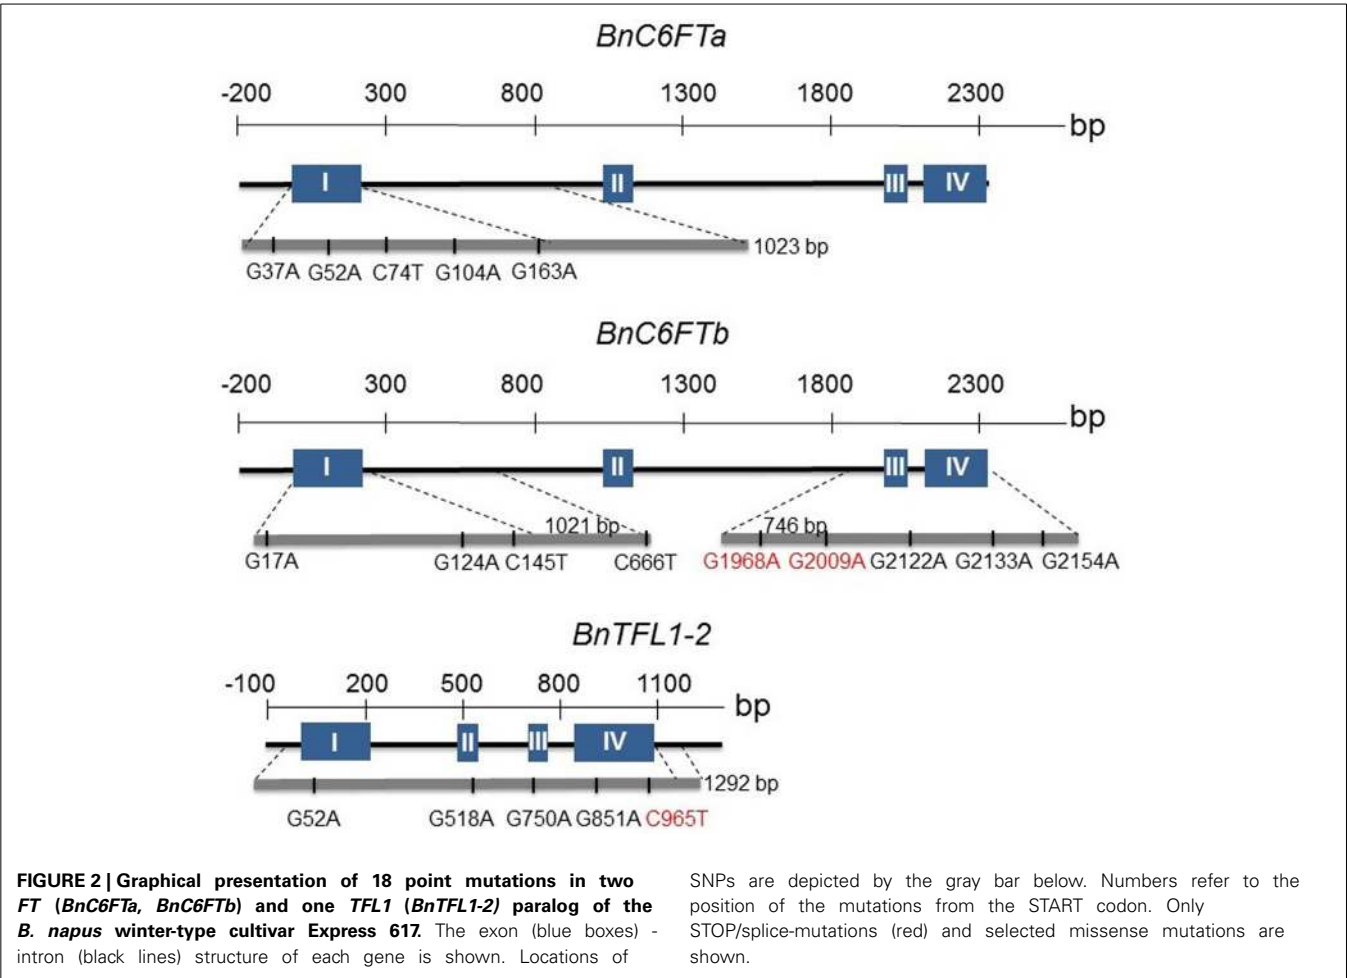 BnC6FTa
-200 300 800 1300 1800 2300
bp
I II III IV
1023 bp
G37A G52A C74T G104A G163A
BnC6FTb
-200 300 800 1300 1800 2300
bp
I II III IV
1021 bp 746 bp
G17A G124A C145T C666T G1968A G2009A G2122A G2133A G2154A
BnTFL1-2
-100 200 500 800 1100
bp
I II III IV
1292 bp
G52A G518A G750A G851A C965T
FIGURE 2 | Graphical presentation of 18 point mutations in two
FT (BnC6FTa, BnC6FTb) and one TFL1 (BnTFL1-2) paralog of the
B. napus winter-type cultivar Express 617. The exon (blue boxes) -
intron (black lines) structure of each gene is shown. Locations of
SNPs are depicted by the gray bar below. Numbers refer to the
position of the mutations from the START codon. Only
STOP/splice-mutations (red) and selected missense mutations are
shown.